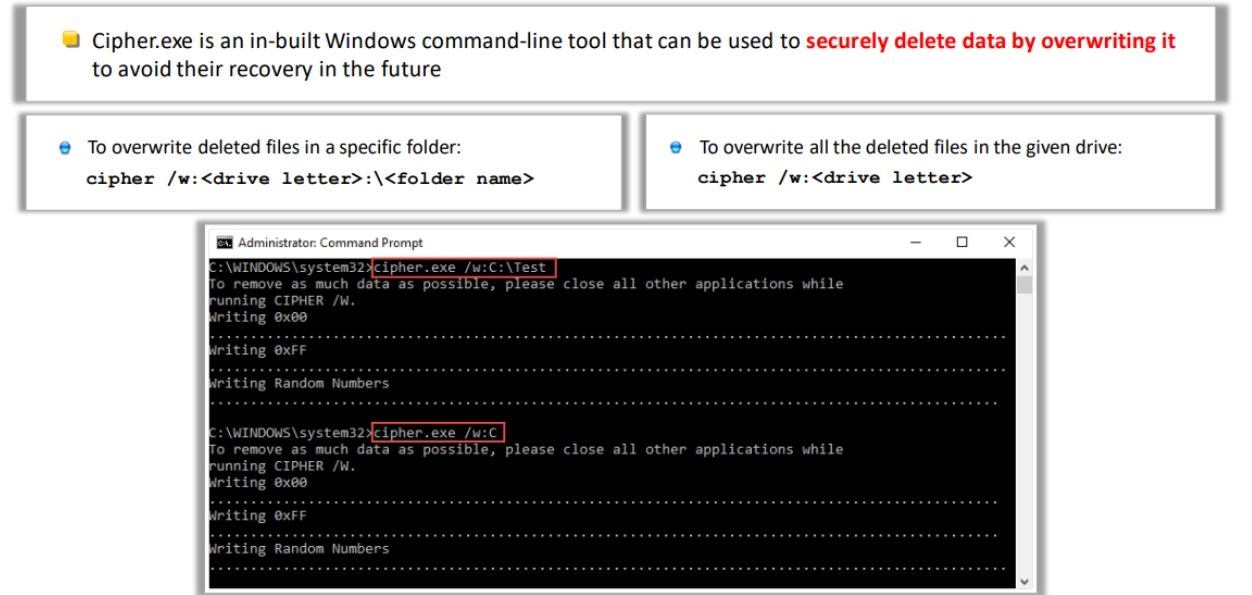 Cipher.exe is an in-built Windows command-line tool that can be used to securely delete data by overwriting it
to avoid their recovery in the future
To overwrite deleted files in a specific folder:
cipher /w:<drive letter>:\<folder name>
To overwrite all the deleted files in the given drive:
cipher /w:<drive letter>
Administrator: Command Prompt
C:\WINDOWS\system32>cipher.exe /w:C:\Test
To remove as much data as possible, please close all other applications while
running CIPHER /W.
Writing 0x00
....................................................................................................
Writing 0xFF
....................................................................................................
Writing Random Numbers
...................................................................................................
C:\WINDOWS\system32>cipher.exe /w:C
To remove as much data as possible, please close all other applications while
running CIPHER /W.
Writing 0x00
...................................................................................................
Writing 0xFF
...................................................................................................
Writing Random Numbers
....................................................................................................